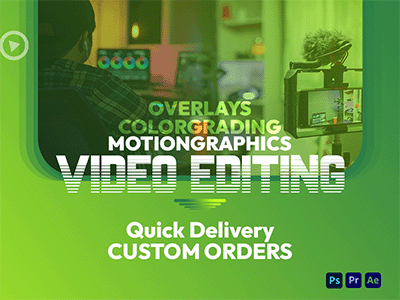 OVERLAYS
COLORGRADING
MOTIONGRAPHICS
VIDEO EDITING
Quick Delivery
CUSTOM ORDERS
Ps Pr Ae